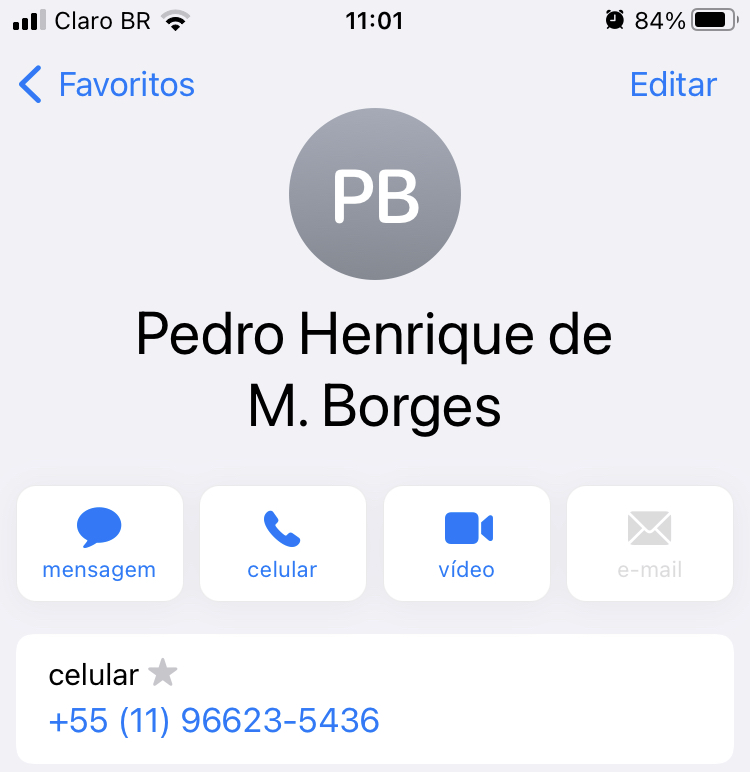 Claro BR 11:01 84%
Favoritos Editar
PB
Pedro Henrique de
M. Borges
mensagem celular vídeo e-mail
celular
+55 (11) 96623-5436